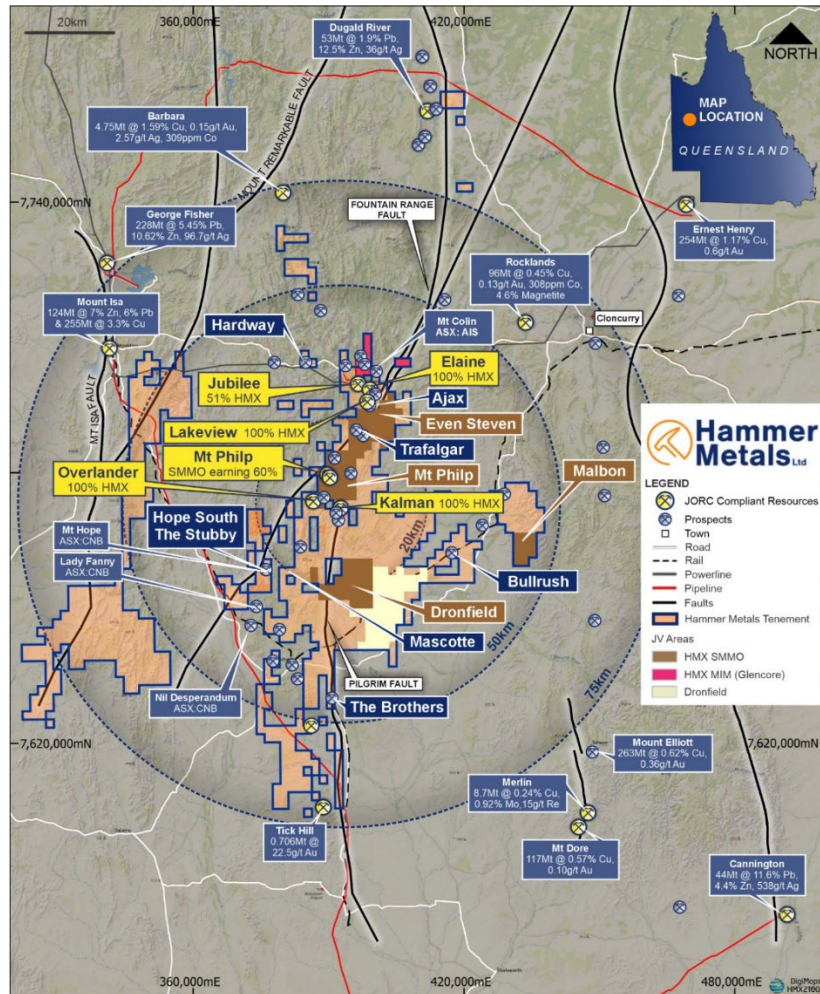 360,000mE
420,000mE
20km
Dugald River
53Mt @ 1.9% Pb,
12.5% Zn, 36g/t Ag
NORTH
MAP
LOCATION
QUEENSLAND
Barbara
4.75Mt @ 1.59% Cu, 0.15g/t Au,
2.57g/t Ag, 309ppm Co
MOUNT REMARKABLE FAULT
7,740,000mN
FOUNTAIN RANGE
FAULT
George Fisher
228Mt @ 5.45% Pb,
10.62% Zn, 96.7g/t Ag
Ernest Henry
254Mt @ 1.17% Cu,
0.6g/t Au
Rocklands
96Mt @ 0.45% Cu,
0.13g/t Au, 308ppm Co,
4.6% Magnetite
Mount Isa
124Mt @ 7% Zn, 6% Pb
& 255Mt @ 3.3% Cu
Cloncurry
Hardway
Mt Colin
ASX: AIS
MT ISA FAULT
Jubilee
51% HMX
Elaine
100% HMX
Ajax
Lakeview 100% HMX
Even Steven
Trafalgar
Mt Philp
SMMO earning 60%
Mt Philp
Malbon
Overlander
100% HMX
Kalman 100% HMX
Hope South
The Stubby
20km
Mt Hope
ASX:CNB
Lady Fanny
ASX:CNB
Bullrush
Dronfield
Mascotte
50km
75km
Nil Desperandum
ASX:CNB
PILGRIM FAULT
The Brothers
Hammer
Metals Ltd
LEGEND
JORC Compliant Resources
Prospects
Town
Road
Rail
Powerline
Pipeline
Faults
Hammer Metals Tenement
JV Areas
HMX SMMO
HMX MIM (Glencore)
Dronfield
7,620,000mN
7,620,000mN
Mount Elliott
263Mt @ 0.62% Cu,
0.36g/t Au
Merlin
8.7Mt @ 0.24% Cu,
0.92% Mo,15g/t Re
Tick Hill
0.706Mt @
22.5g/t Au
Mt Dore
117Mt @ 0.57% Cu,
0.10g/t Au
Cannington
44Mt @ 11.6% Pb,
4.4% Zn, 538g/t Ag
360,000mE
420,000mE
480,000mE
DigiMaps